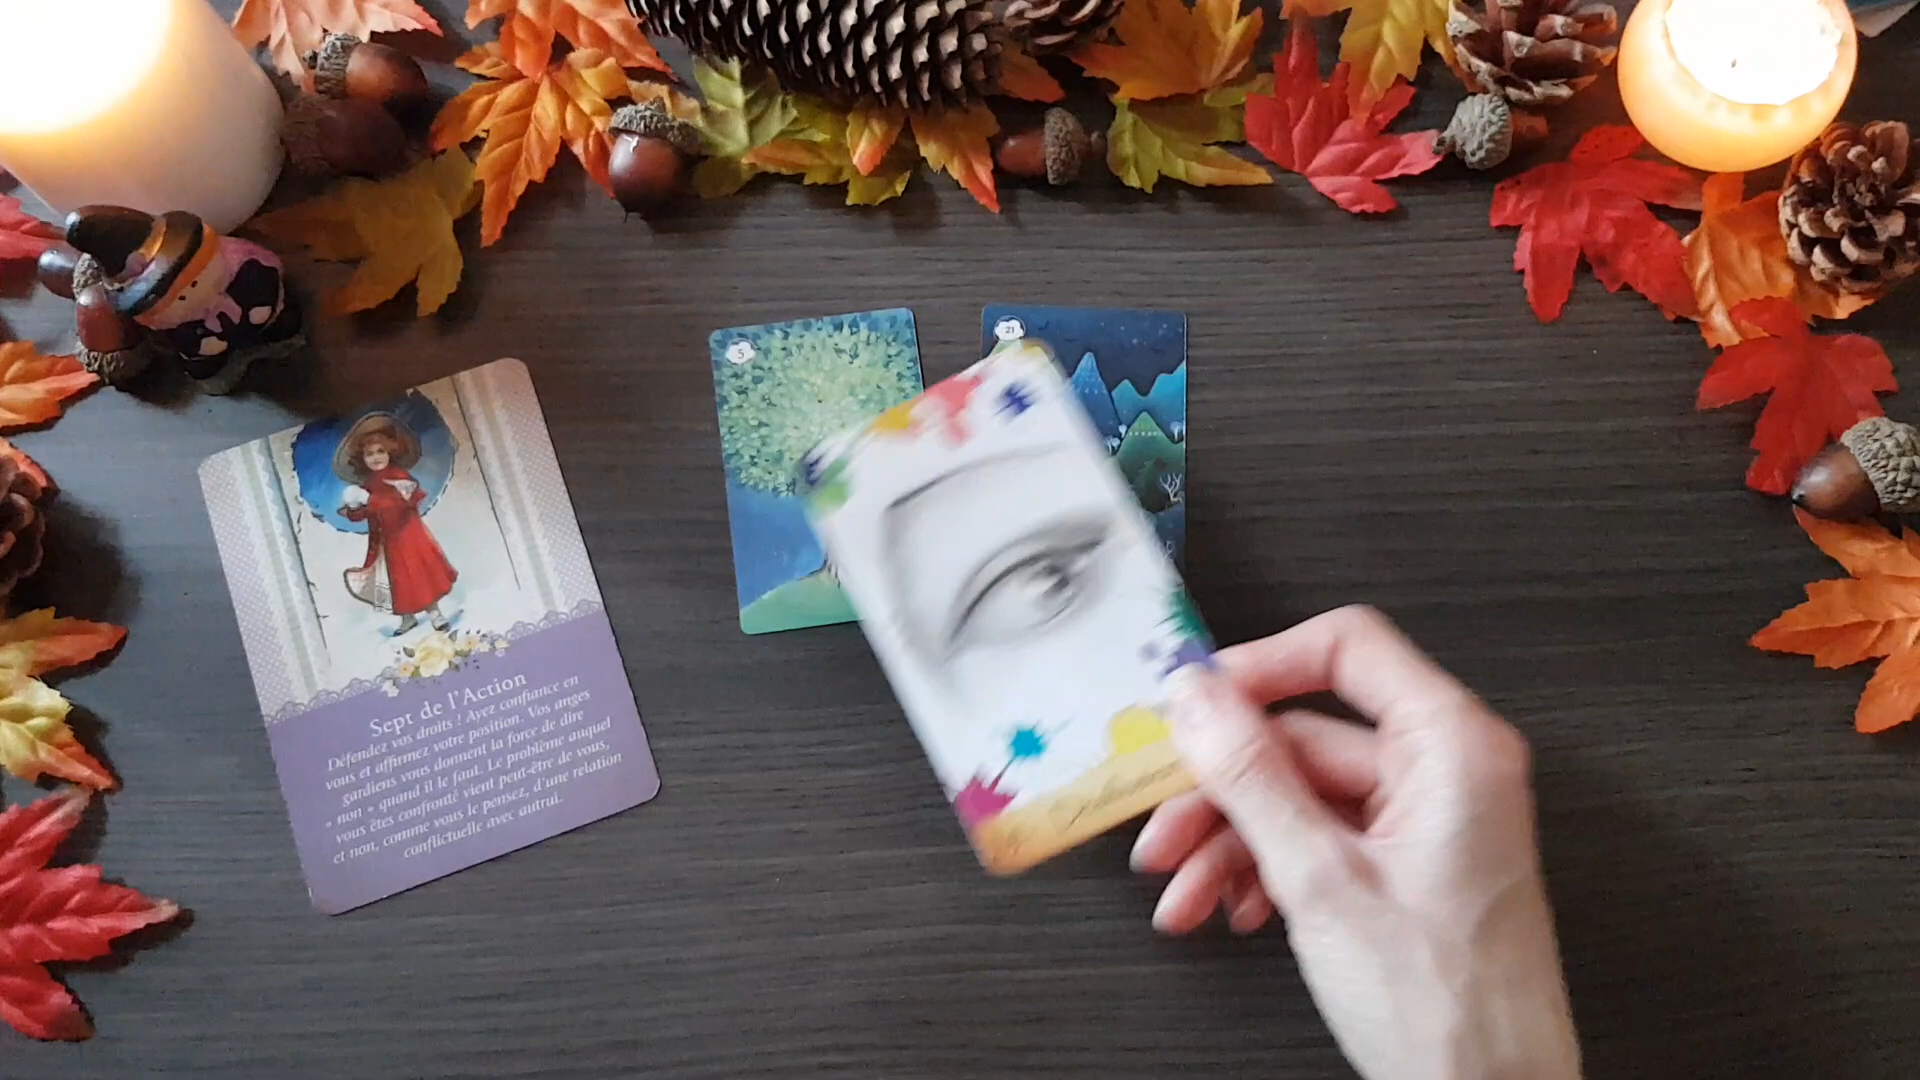 5
21
Sept de l'Action
Défendez vos droits ! Ayez confiance en
vous et affirmez votre position. Vos anges
gardiens vous donnent la force de dire
« non » quand il le faut. Le problème auquel
vous êtes confronté vient peut-être de vous,
et non, comme vous le pensez, d'une relation
conflictuelle avec autrui.